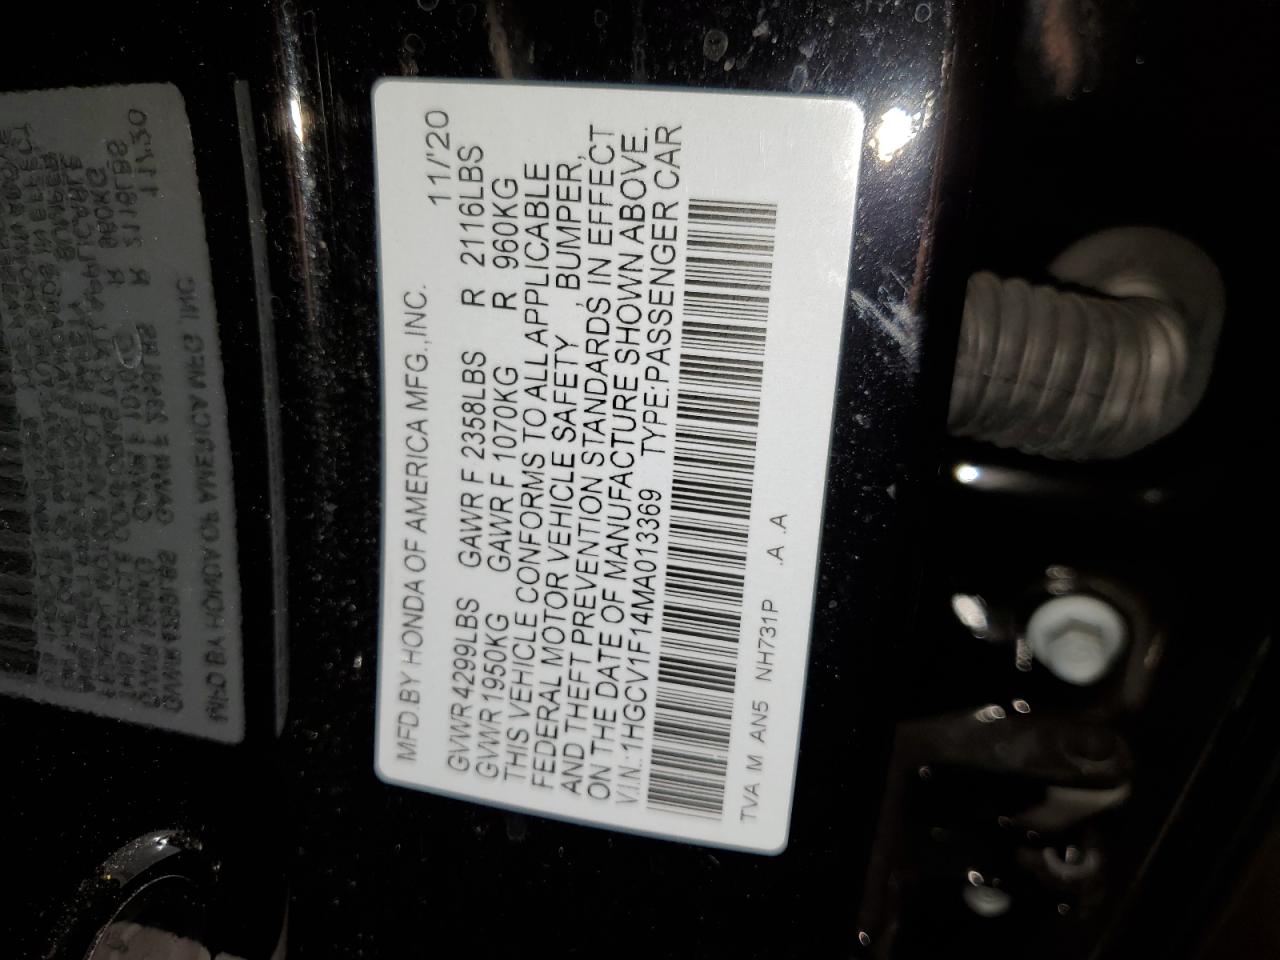 MFD.BY HONDA OF AMERICA MFG.,INC. 11/'20
GVWR 4299LBS GAWR F 2358LBS R 2116LBS
GVWR 1950KG GAWR F 1070KG R 960KG
THIS VEHICLE CONFORMS TO ALL APPLICABLE
FEDERAL MOTOR VEHICLE SAFETY, BUMPER,
AND THEFT PREVENTION STANDARDS IN EFFECT
ON THE DATE OF MANUFACTURE SHOWN ABOVE.
V.I.N.:1HGCV1F14MA013369 TYPE:PASSENGER CAR
TVA M AN5 NH731P .A .A